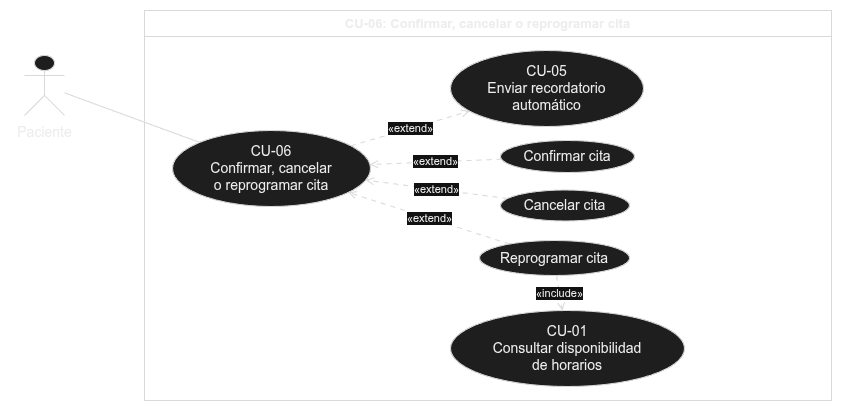 CU-06: Confirmar, cancelar o reprogramar cita
Paciente
CU-06
Confirmar, cancelar
o reprogramar cita
«extend»
«extend»
«extend»
«extend»
CU-05
Enviar recordatorio
automático
Confirmar cita
Cancelar cita
Reprogramar cita
«include»
CU-01
Consultar disponibilidad
de horarios